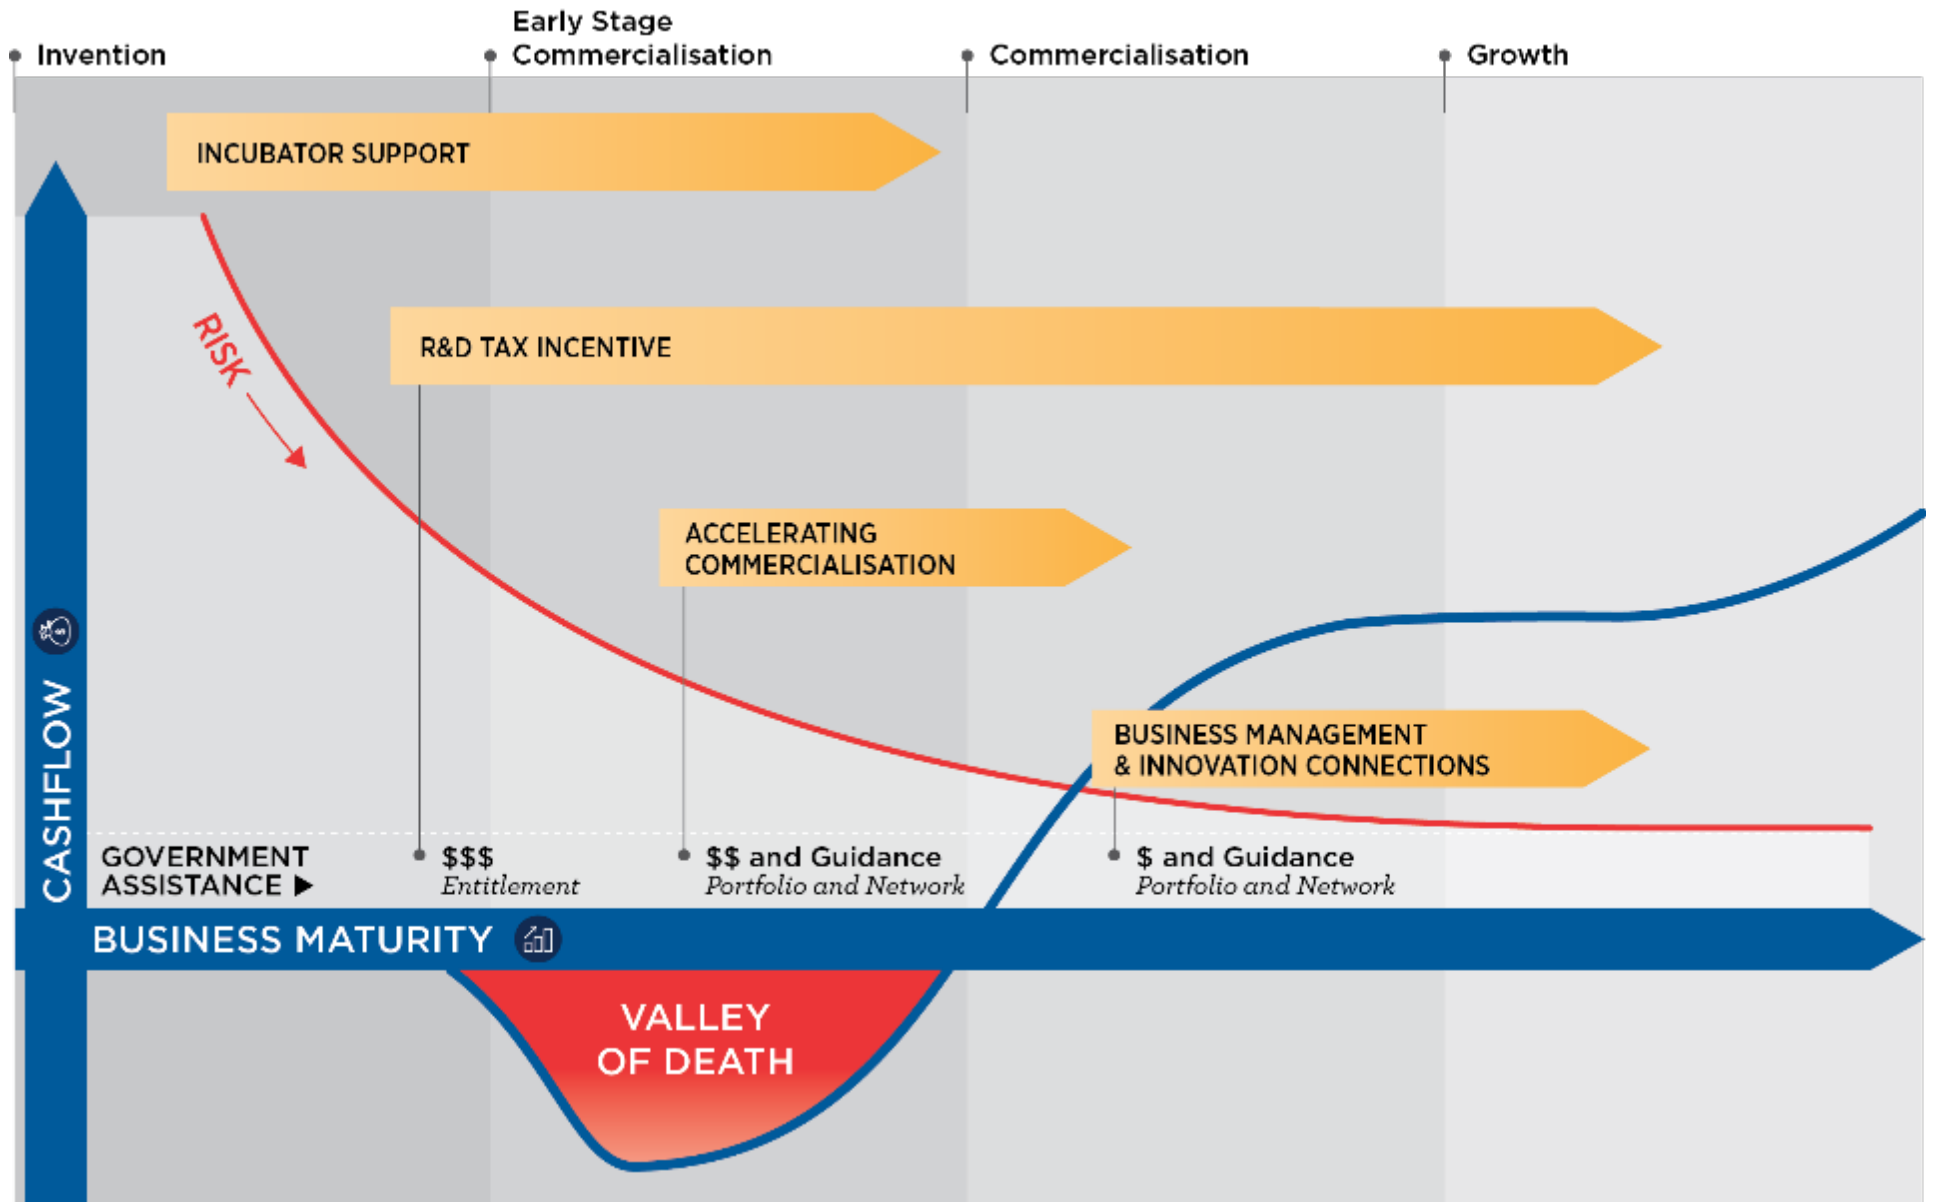 Invention
Early Stage
Commercialisation
Commercialisation
Growth
INCUBATOR SUPPORT
RISK
R&D TAX INCENTIVE
ACCELERATING
COMMERCIALISATION
BUSINESS MANAGEMENT
& INNOVATION CONNECTIONS
CASHFLOW
GOVERNMENT
ASSISTANCE ▶
$$$
Entitlement
$$ and Guidance
Portfolio and Network
$ and Guidance
Portfolio and Network
BUSINESS MATURITY
VALLEY
OF DEATH